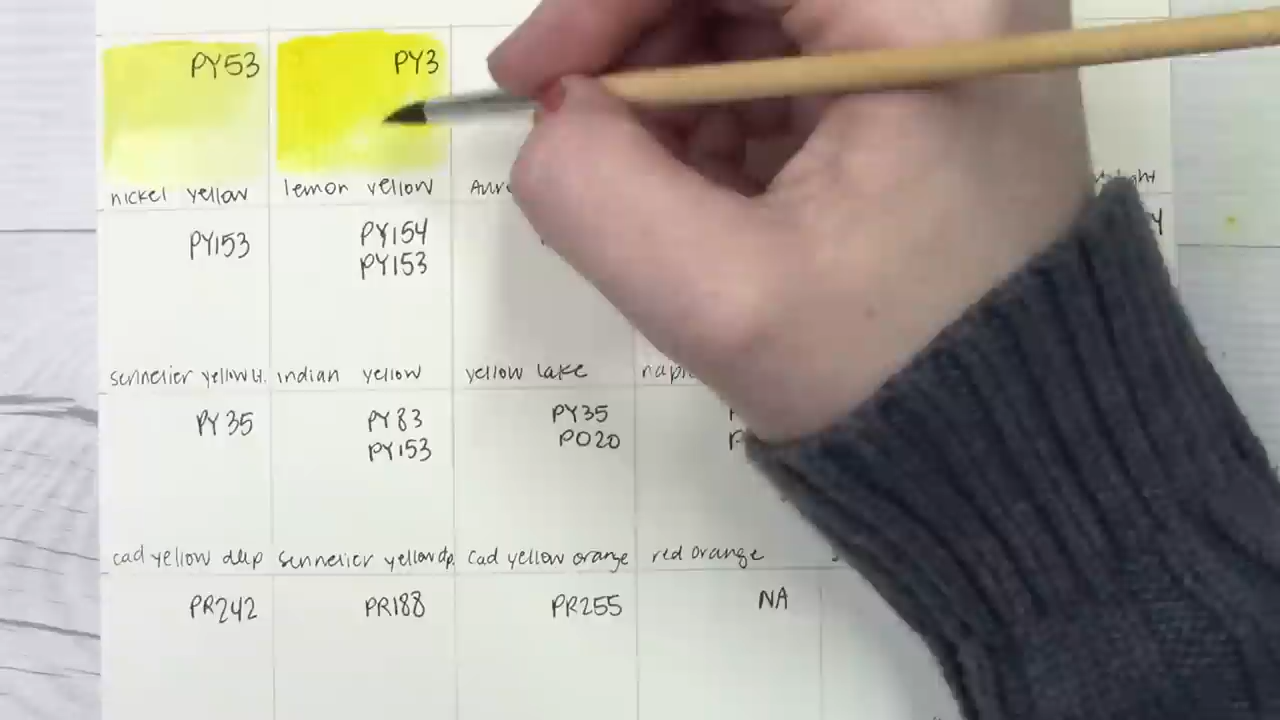 PY53 PY3
nickel yellow lemon yellow
PY153 PY154
PY153
sennelier yellow lt. indian yellow yellow lake
PY35 PY83 PY35
PY153 PO20
cad yellow deep sennelier yellow dp. cad yellow orange red orange
PR242 PR188 PR255 NA